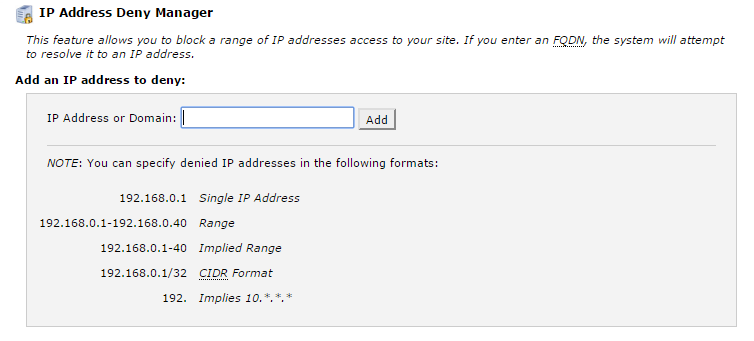 IP Address Deny Manager
This feature allows you to block a range of IP addresses access to your site. If you enter an FQDN, the system will attempt
to resolve it to an IP address.
Add an IP address to deny:
IP Address or Domain: Add
NOTE: You can specify denied IP addresses in the following formats:
192.168.0.1 Single IP Address
192.168.0.1-192.168.0.40 Range
192.168.0.1-40 Implied Range
192.168.0.1/32 CIDR Format
192. Implies 10.*.*.*